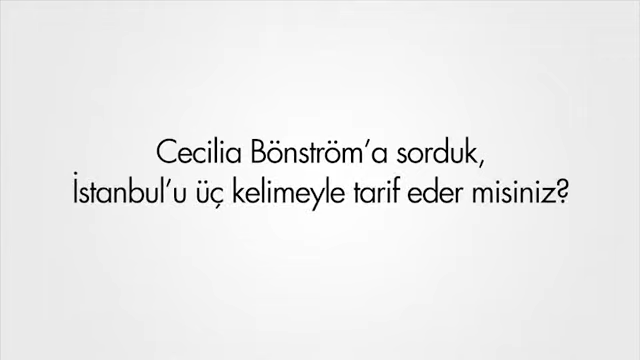 Cecilia Bönström’a sorduk,
İstanbul’u üç kelimeyle tarif eder misiniz?